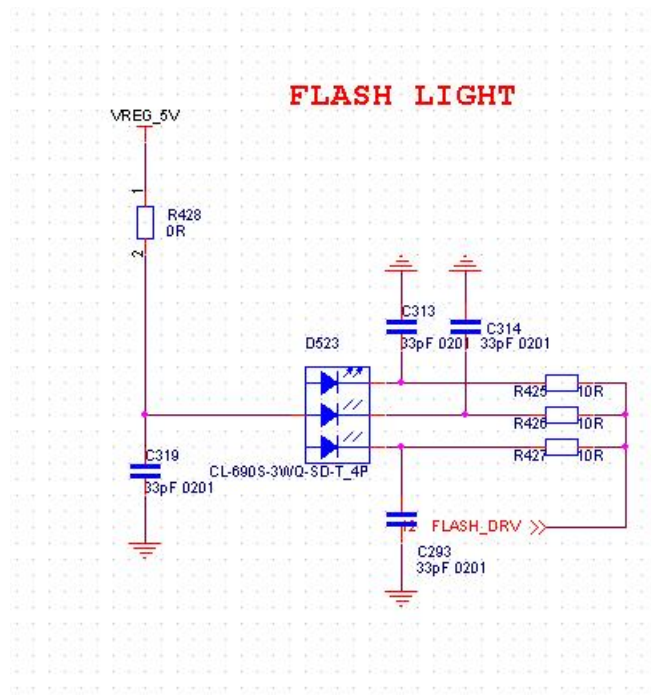 FLASH LIGHT
VREG_5V
1
R428
0R
2
C313
33pF 0201
C314
33pF 0201
D523
R425
10R
R426
10R
R427
10R
C319
33pF 0201
CL-690S-3WQ-SD-T_4P
12
FLASH_DRV
C293
33pF 0201